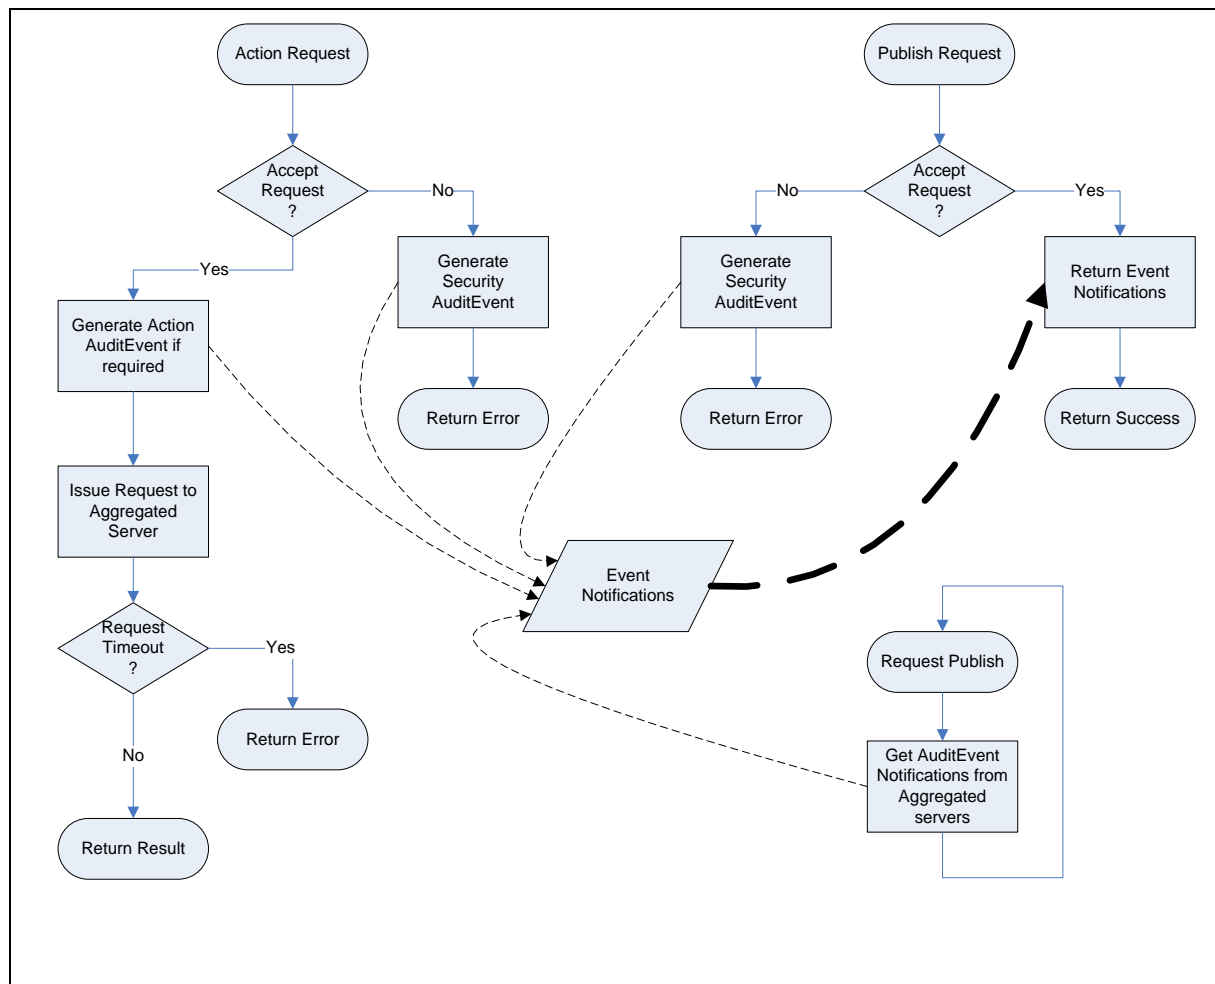 Action Request
Publish Request
Accept
Request
?
No
Yes
Accept
Request
?
No
Yes
Generate
Security
AuditEvent
Generate
Security
AuditEvent
Return Event
Notifications
Generate Action
AuditEvent if
required
Return Error
Return Error
Return Success
Issue Request to
Aggregated
Server
Event
Notifications
Request
Timeout
?
Yes
No
Return Error
Return Result
Request Publish
Get AuditEvent
Notifications from
Aggregated
servers